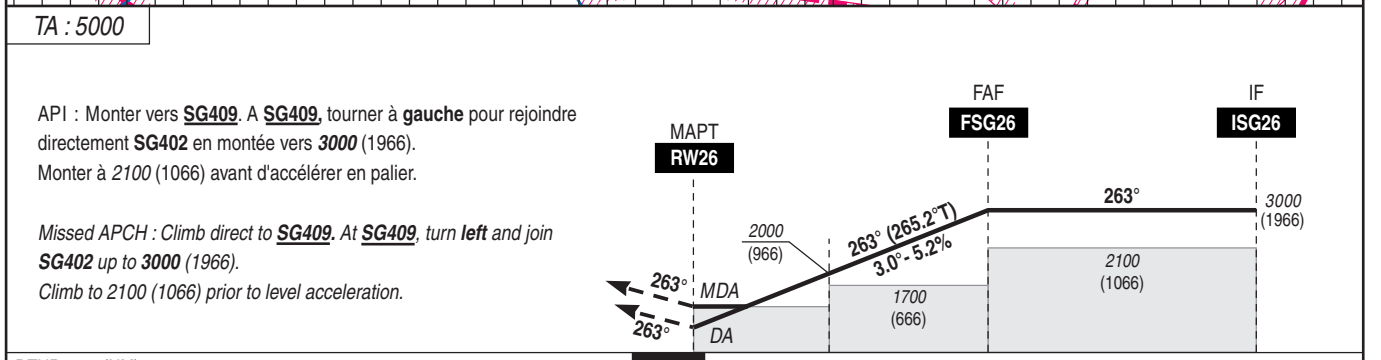 TA : 5000
API : Monter vers SG409. A SG409, tourner à gauche pour rejoindre
directement SG402 en montée vers 3000 (1966).
Monter à 2100 (1066) avant d'accélérer en palier.
Missed APCH : Climb direct to SG409. At SG409, turn left and join
SG402 up to 3000 (1966).
Climb to 2100 (1066) prior to level acceleration.
MAPT
RW26
FAF
FSG26
IF
ISG26
263°
3000
(1966)
263° (265.2°T)
3.0°- 5.2%
2000
(966)
2100
(1066)
1700
(666)
263°
MDA
263°
DA